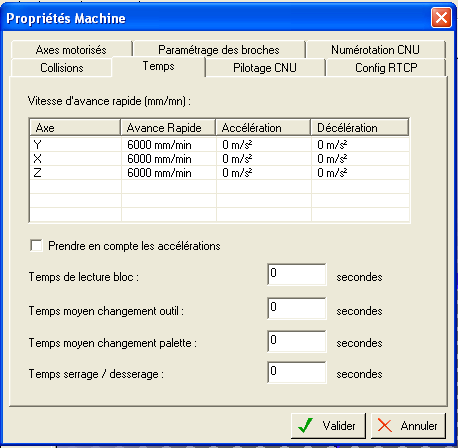 Propriétés Machine
Axes motorisés Paramétrage des broches Numérotation CNU
Collisions Temps Pilotage CNU Config RTCP
Vitesse d'avance rapide (mm/mn) :
Axe Avance Rapide Accélération Décélération
Y 6000 mm/min 0 m/s² 0 m/s²
X 6000 mm/min 0 m/s² 0 m/s²
Z 6000 mm/min 0 m/s² 0 m/s²
Prendre en compte les accélérations
Temps de lecture bloc : 0 secondes
Temps moyen changement outil : 0 secondes
Temps moyen changement palette : 0 secondes
Temps serrage / desserage : 0 secondes
Valider Annuler